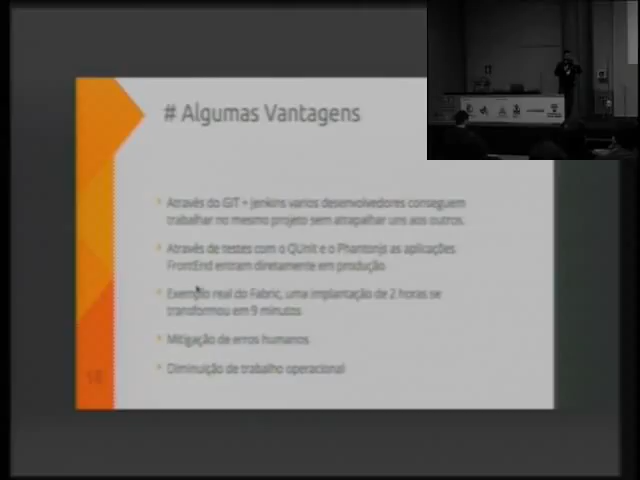 # Algumas Vantagens
Através do GIT + Jenkins varios desenvolvedores conseguem
trabalhar no mesmo projeto sem atrapalhar uns aos outros.
Através de testes com o QUnit e o Phantonjs as aplicações
FrontEnd entram diretamente em produção
Exemplo real do Fabric, uma implantação de 2 horas se
transformou em 9 minutos
Mitigação de erros humanos
Diminuição de trabalho operacional